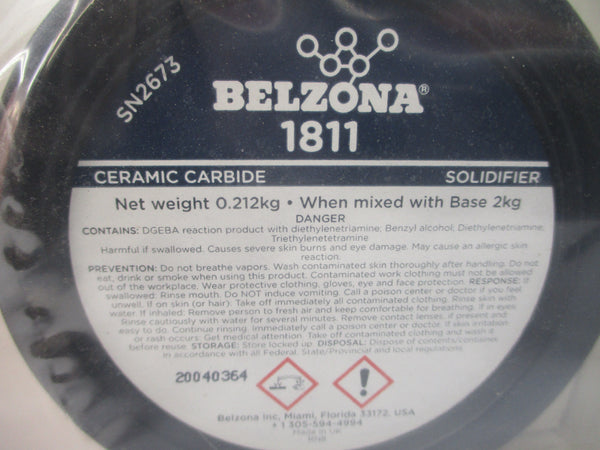 SN2673
BELZONA®
1811
CERAMIC CARBIDE SOLIDIFIER
Net weight 0.212kg • When mixed with Base 2kg
DANGER
CONTAINS: DGEBA reaction product with diethylenetriamine; Benzyl alcohol; Diethylenetriamine,
Triethylenetetramine
Harmful if swallowed. Causes severe skin burns and eye damage. May cause an allergic skin
reaction.
PREVENTION: Do not breathe vapors. Wash contaminated skin thoroughly after handling. Do not
eat, drink or smoke when using this product. Contaminated work clothing must not be allowed
out of the workplace. Wear protective clothing, gloves, eye and face protection. RESPONSE: If
swallowed: Rinse mouth. Do NOT induce vomiting. Call a poison center or doctor if you feel
unwell. If on skin (or hair): Take off immediately all contaminated clothing. Rinse skin with
water. If inhaled: Remove person to fresh air and keep comfortable for breathing. If in eyes:
Rinse cautiously with water for several minutes. Remove contact lenses, if present and
easy to do. Continue rinsing. Immediately call a poison center or doctor. If skin irritation
or rash occurs: Get medical attention. Take off contaminated clothing and wash it
before reuse. STORAGE: Store locked up. DISPOSAL: Dispose of contents/container
in accordance with all Federal, State/Provincial and local regulations.
20040364
Belzona Inc, Miami, Florida 33172, USA
+ 1 305-594-4994
Made in UK